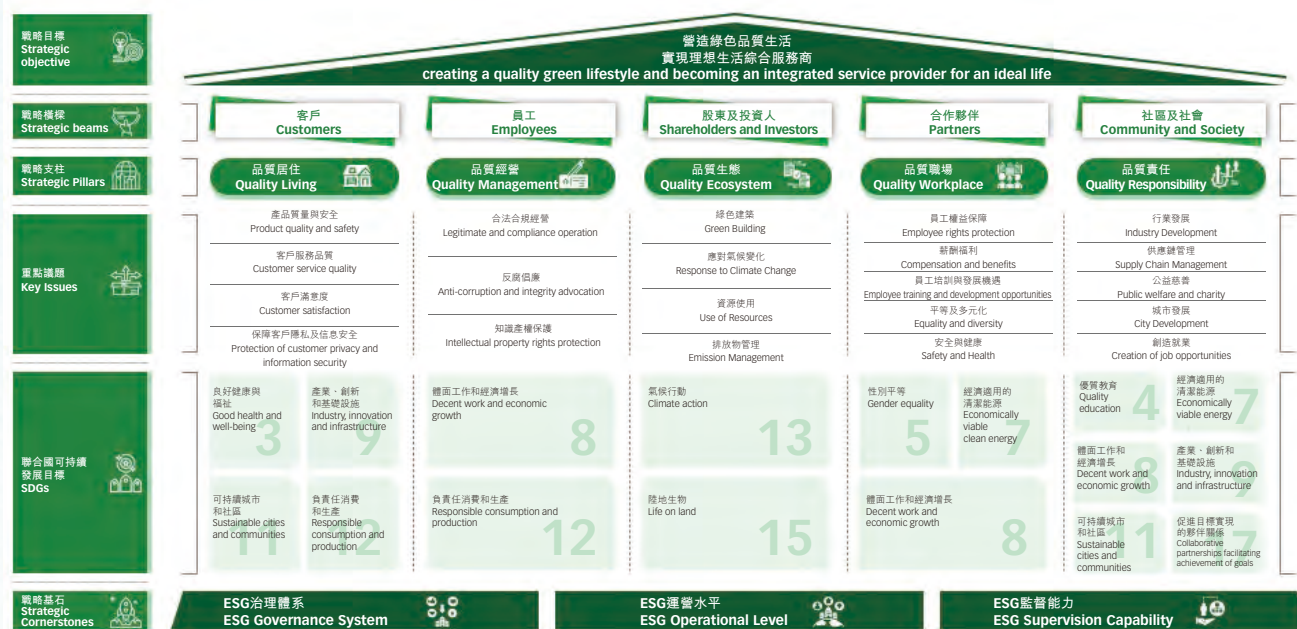 戰略目標
Strategic
objective
營造綠色品質生活
實現理想生活綜合服務商
creating a quality green lifestyle and becoming an integrated service provider for an ideal life
戰略橫樑
Strategic beams
客戶
Customers
員工
Employees
股東及投資人
Shareholders and Investors
合作夥伴
Partners
社區及社會
Community and Society
戰略支柱
Strategic Pillars
品質居住
Quality Living
品質經營
Quality Management
品質生態
Quality Ecosystem
品質職場
Quality Workplace
品質責任
Quality Responsibility
重點議題
Key Issues
產品質量與安全
Product quality and safety
客戶服務品質
Customer service quality
客戶滿意度
Customer satisfaction
保障客戶隱私及信息安全
Protection of customer privacy and
information security
合法合規經營
Legitimate and compliance operation
反腐倡廉
Anti-corruption and integrity advocation
知識產權保護
Intellectual property rights protection
綠色建築
Green Building
應對氣候變化
Response to Climate Change
資源使用
Use of Resources
排放物管理
Emission Management
員工權益保障
Employee rights protection
薪酬福利
Compensation and benefits
員工培訓與發展機遇
Employee training and development opportunities
平等及多元化
Equality and diversity
安全與健康
Safety and Health
行業發展
Industry Development
供應鏈管理
Supply Chain Management
公益慈善
Public welfare and charity
城市發展
City Development
創造就業
Creation of job opportunities
聯合國可持續
發展目標
SDGs
良好健康與
福祉
Good health and
well-being
3
產業、創新
和基礎設施
Industry, innovation
and infrastructure
9
可持續城市
和社區
Sustainable cities
and communities
11
負責任消費
和生產
Responsible
consumption and
production
12
體面工作和經濟增長
Decent work and economic
growth
8
負責任消費和生產
Responsible consumption and
production
12
氣候行動
Climate action
13
陸地生物
Life on land
15
性別平等
Gender equality
5
經濟適用的
清潔能源
Economically
viable
clean energy
7
體面工作和經濟增長
Decent work and
economic growth
8
優質教育
Quality
education
4
經濟適用的
清潔能源
Economically
viable energy
7
體面工作和
經濟增長
Decent work and
economic growth
8
產業、創新和
基礎設施
Industry, innovation
and infrastructure
9
可持續城市
和社區
Sustainable
cities and
communities
11
促進目標實現
的夥伴關係
Collaborative
partnerships facilitating
achievement of goals
17
戰略基石
Strategic
Cornerstones
ESG治理體系
ESG Governance System
ESG運營水平
ESG Operational Level
ESG監督能力
ESG Supervision Capability